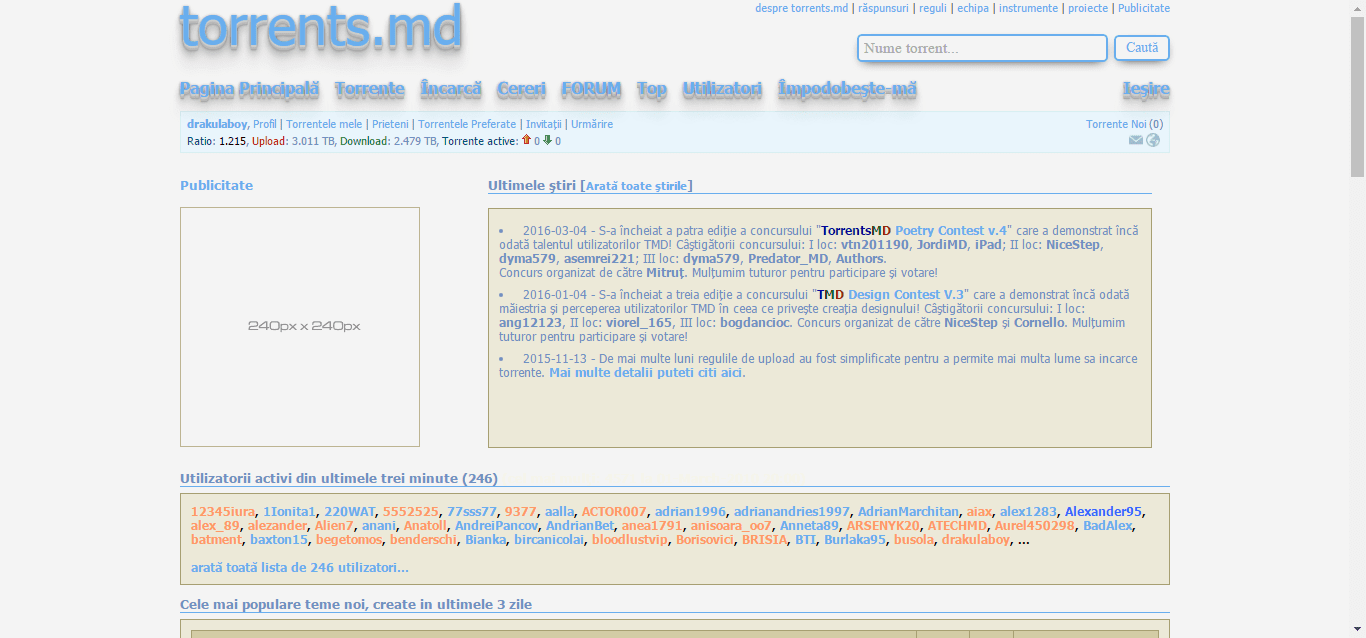 torrents.md
despre torrents.md | răspunsuri | reguli | echipa | instrumente | proiecte | Publicitate
Nume torrent... Caută
Pagina Principală Torrente Încarcă Cereri FORUM Top Utilizatori Împodobeşte-mă Ieşire
drakulaboy, Profil | Torrentele mele | Prieteni | Torrentele Preferate | Invitaţii | Urmărire
Torrente Noi (0)
Ratio: 1.215, Upload: 3.011 TB, Download: 2.479 TB, Torrente active: 0 0
Publicitate
240px x 240px
Ultimele ştiri [Arată toate ştirile]
• 2016-03-04 - S-a încheiat a patra ediție a concursului "TorrentsMD Poetry Contest v.4" care a demonstrat încă
odată talentul utilizatorilor TMD! Câştigătorii concursului: I loc: vtn201190, JordiMD, iPad; II loc: NiceStep,
dyma579, asemrei221; III loc: dyma579, Predator_MD, Authors.
Concurs organizat de către Mitruț. Mulțumim tuturor pentru participare și votare!
• 2016-01-04 - S-a încheiat a treia ediție a concursului "TMD Design Contest V.3" care a demonstrat încă odată
măiestria și perceperea utilizatorilor TMD în ceea ce privește creația designului! Câştigătorii concursului: I loc:
ang12123, II loc: viorel_165, III loc: bogdancioc. Concurs organizat de către NiceStep și Cornello. Mulțumim
tuturor pentru participare și votare!
• 2015-11-13 - De mai multe luni regulile de upload au fost simplificate pentru a permite mai multa lume sa incarce
torrente. Mai multe detalii puteti citi aici.
Utilizatorii activi din ultimele trei minute (246)
12345iura, 1Ionita1, 220WAT, 5552525, 77sss77, 9377, aalla, ACTOR007, adrian1996, adrianandries1997, AdrianMarchitan, aiax, alex1283, Alexander95,
alex_89, alezander, Alien7, anani, Anatoll, AndreiPancov, AndrianBet, anea1791, anisoara_oo7, Anneta89, ARSENYK20, ATECHMD, Aurel450298, BadAlex,
batment, baxton15, begetomos, benderschi, Bianka, bircanicolai, bloodlustvip, Borisovici, BRISIA, BTI, Burlaka95, busola, drakulaboy, ...
arată toată lista de 246 utilizatori...
Cele mai populare teme noi, create in ultimele 3 zile